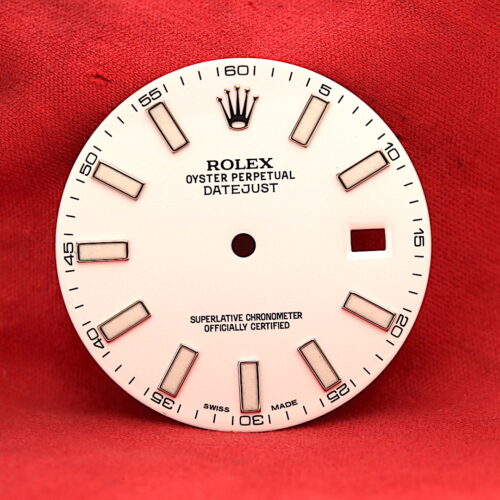 60
5
10
15
20
25
30
35
40
45
50
55
ROLEX
OYSTER PERPETUAL
DATEJUST
SUPERLATIVE CHRONOMETER
OFFICIALLY CERTIFIED
SWISS MADE